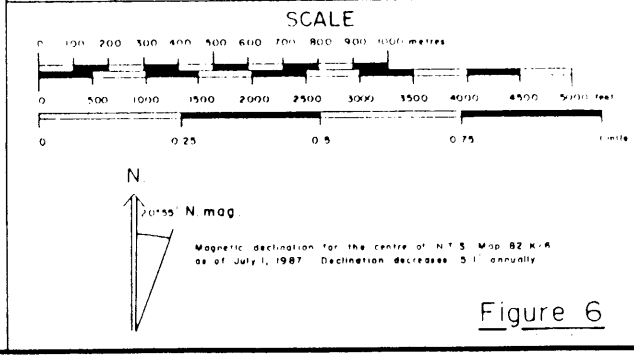 SCALE
0 100 200 300 400 500 600 700 800 900 1000 metres
0 500 1000 1500 2000 2500 3000 3500 4000 4500 5000 feet
0 0.25 0.5 0.75 1 mile
N.
20°55' N. mag.
Magnetic declination for the centre of N.T.S. Map 82 K/8
as of July 1, 1987. Declination decreases 5.1' annually
Figure 6